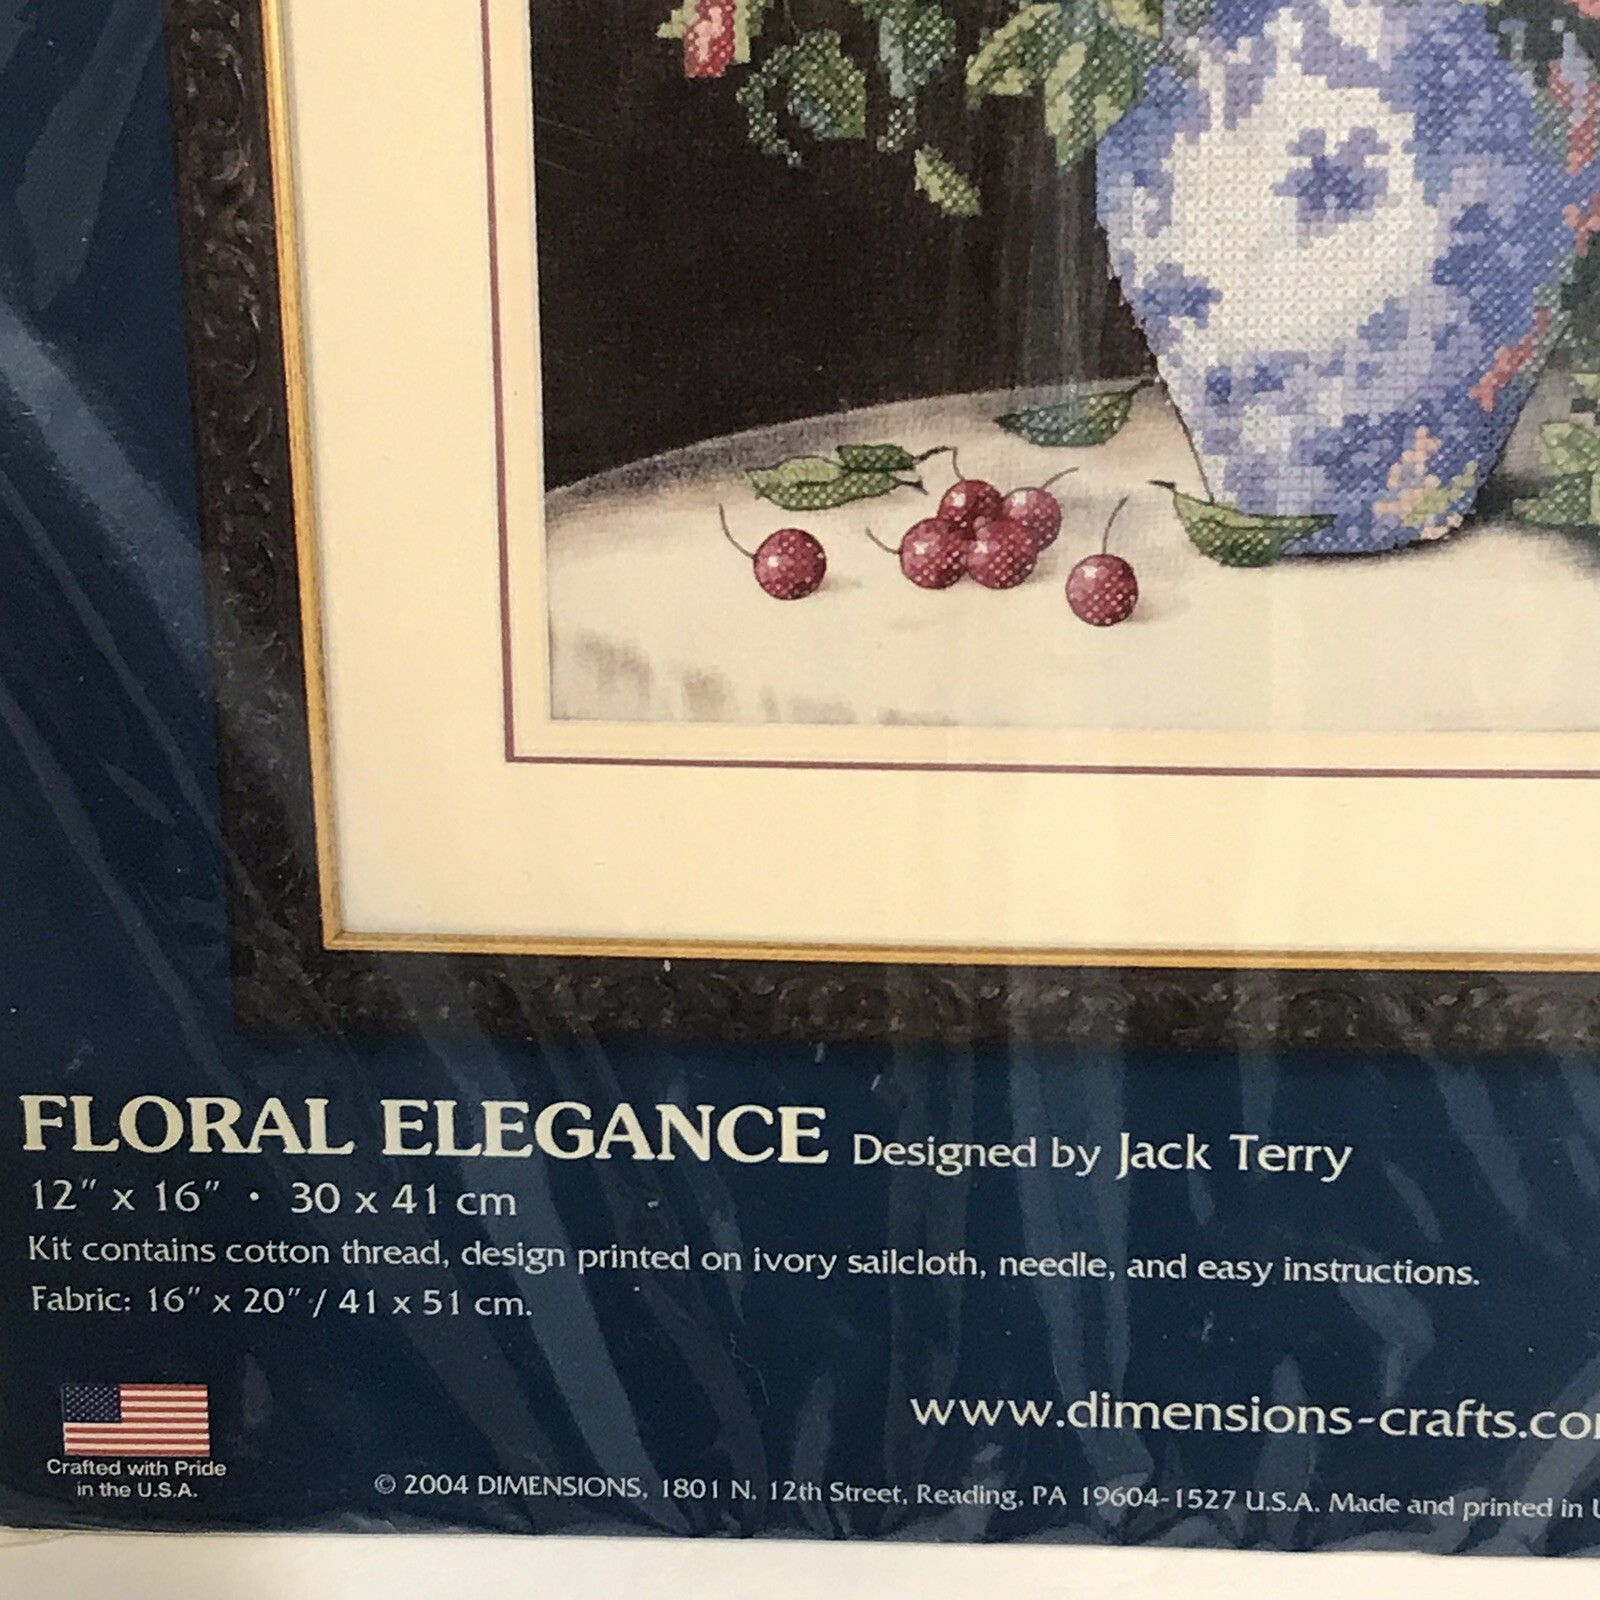 FLORAL ELEGANCE Designed by Jack Terry
12" x 16" • 30 x 41 cm
Kit contains cotton thread, design printed on ivory sailcloth, needle, and easy instructions.
Fabric: 16" x 20" / 41 x 51 cm.
www.dimensions-crafts.co
Crafted with Pride
in the U.S.A.
© 2004 DIMENSIONS, 1801 N. 12th Street, Reading, PA 19604-1527 U.S.A. Made and printed in